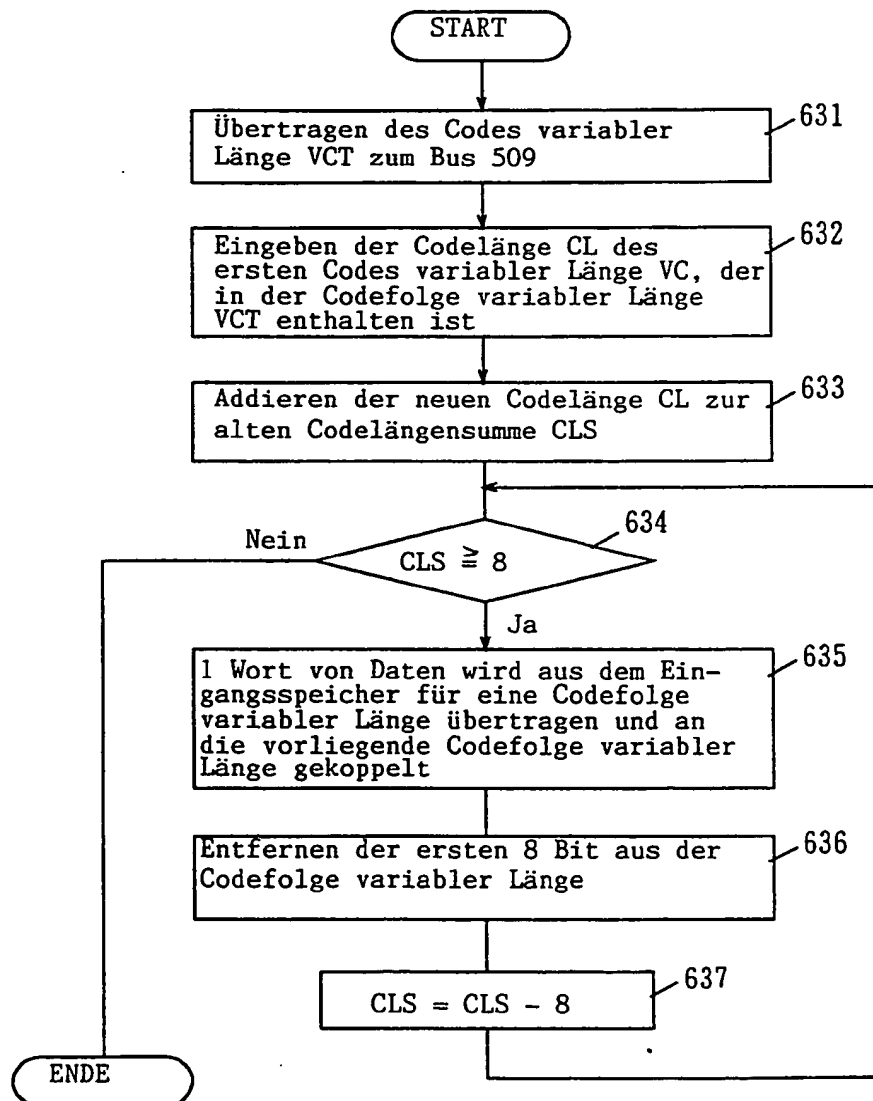 START
631
Übertragen des Codes variabler
Länge VCT zum Bus 509
632
Eingeben der Codelänge CL des
ersten Codes variabler Länge VC, der
in der Codefolge variabler Länge
VCT enthalten ist
633
Addieren der neuen Codelänge CL zur
alten Codelängensumme CLS
634
Nein
CLS ≧ 8
Ja
635
1 Wort von Daten wird aus dem Ein-
gangsspeicher für eine Codefolge
variabler Länge übertragen und an
die vorliegende Codefolge variabler
Länge gekoppelt
636
Entfernen der ersten 8 Bit aus der
Codefolge variabler Länge
637
CLS = CLS - 8
ENDE